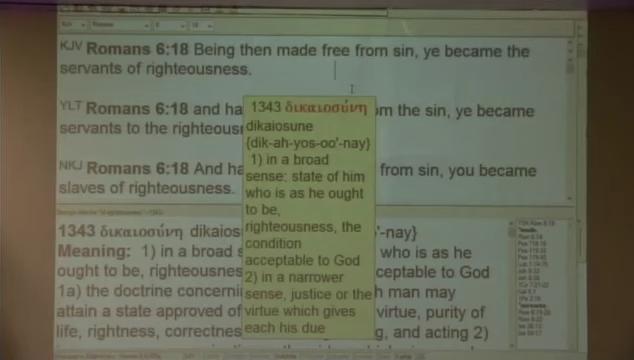 KJV Romans 6:18 Being then made free from sin, ye became the
servants of righteousness.
YLT Romans 6:18 and ha
om the sin, ye became
servants to the righteousn
NKJ Romans 6:18 And ha
from sin, you became
slaves of righteousness.
1343 δικαιοσύνη
dikaiosune
{dik-ah-yos-oo'-nay}
1) in a broad
sense: state of him
who is as he ought
to be,
righteousness, the
condition
acceptable to God
2) in a narrower
sense, justice or the
virtue which gives
each his due
1343 δικαιοσύνη dikaios
'-nay}
Meaning: 1) in a broad s
who is as he
ought to be, righteousnes
ceptable to God
1a) the doctrine concerni
h man may
attain a state approved of
virtue, purity of
life, rightness, correctnes
g, and acting 2)